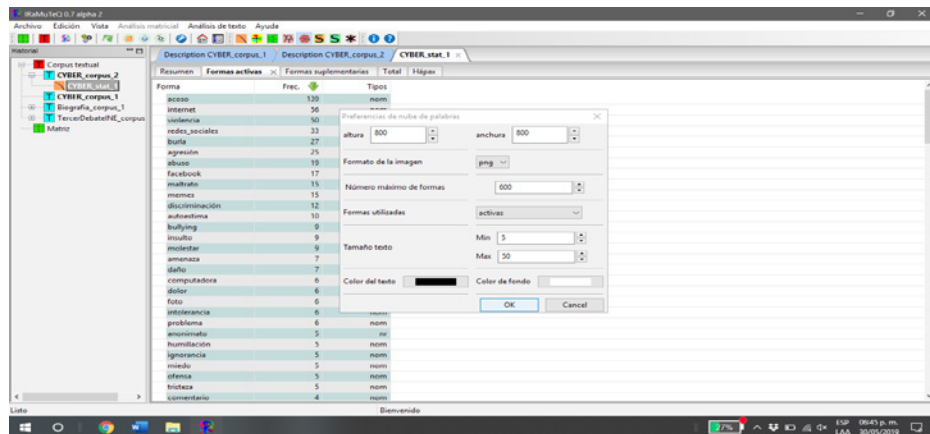 IRaMuTeQ 0.7 alpha 2
Archivo Edición Vista Análisis matricial Análisis de texto Ayuda
Historial
Description CYBER_corpus_1 Description CYBER_corpus_2 CYBER_stat_1
Corpus textual
CYBER_corpus_2
CYBER_stat_1
CYBER_corpus_1
Biografía_corpus_1
TercerDebateINE_corpus
Matriz
Resumen Formas activas Formas suplementarias Total Hápax
Forma Frec. Tipos
acoso 120 nom
internet 56
violencia 50
redes_sociales 33
burla 27
agresión 25
abuso 19
facebook 17
maltrato 15
memes 15
discriminación 12
autoestima 10
bullying 9
insulto 9
molestar 9
amenaza 7
daño 7
computadora 6
dolor 6
foto 6
intolerancia 6 nom
problema 6 nom
anonimato 5 nr
humillación 5 nom
ignorancia 5 nom
miedo 5 nom
ofensa 5 nom
tristeza 5 nom
comentario 4 nom
Preferencias de nube de palabras
altura 800 anchura 800
Formato de la imagen png
Número máximo de formas 600
Formas utilizadas activas
Tamaño texto Min 5
Max 50
Color del texto Color de fondo
OK Cancel
Listo Bienvenido
27% ESP 08:45 p. m.
LAA 30/05/2019